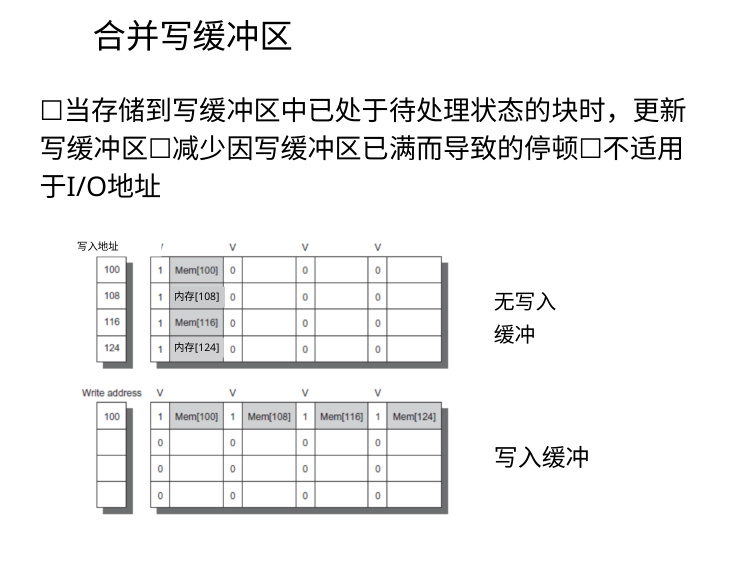 合并写缓冲区
☐当存储到写缓冲区中已处于待处理状态的块时，更新
写缓冲区☐减少因写缓冲区已满而导致的停顿☐不适用
于I/O地址
写入地址 V V V
100 1 Mem[100] 0 0 0
108 1 内存[108] 0 0 0
116 1 Mem[116] 0 0 0
124 1 内存[124] 0 0 0
无写入
缓冲
Write address V V V V
100 1 Mem[100] 1 Mem[108] 1 Mem[116] 1 Mem[124]
0 0 0 0
0 0 0 0
0 0 0 0
写入缓冲